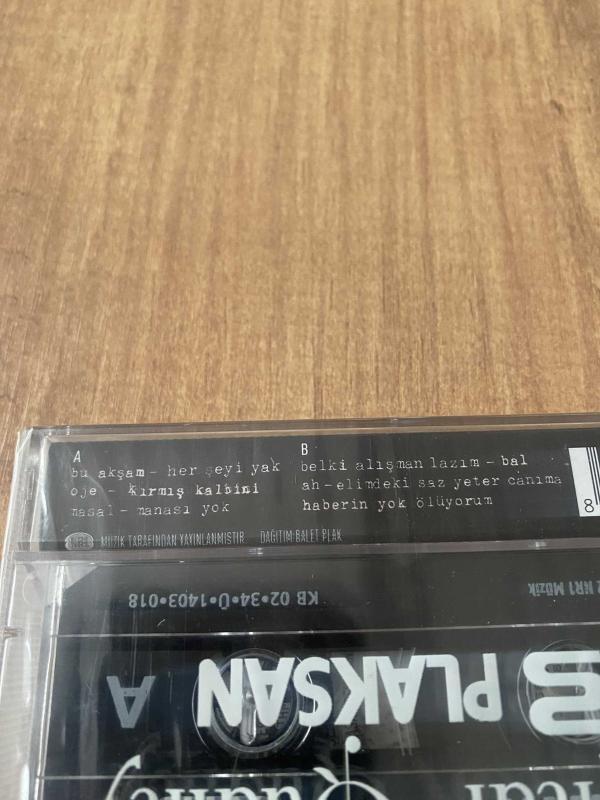 A
bu akşam - her şeyi yak
oje - kırmış kalbini
masal - manası yok
B
belki alışman lazım - bal
ah - elimdeki saz yeter canıma
haberin yok ölüyorum
8
MÜZİK TARAFINDAN YAYINLANMIŞTIR DAĞITIM BALET PLAK
KB 02•34•Ü•1403•018
NR1 Müzik
A
PLAKSAN